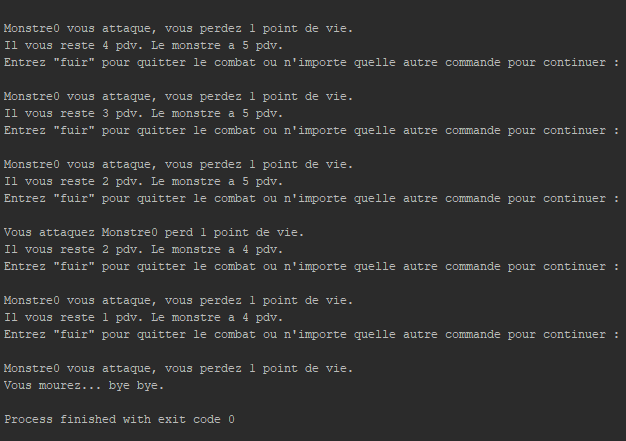 Monstre0 vous attaque, vous perdez 1 point de vie.
Il vous reste 4 pdv. Le monstre a 5 pdv.
Entrez "fuir" pour quitter le combat ou n'importe quelle autre commande pour continuer :
Monstre0 vous attaque, vous perdez 1 point de vie.
Il vous reste 3 pdv. Le monstre a 5 pdv.
Entrez "fuir" pour quitter le combat ou n'importe quelle autre commande pour continuer :
Monstre0 vous attaque, vous perdez 1 point de vie.
Il vous reste 2 pdv. Le monstre a 5 pdv.
Entrez "fuir" pour quitter le combat ou n'importe quelle autre commande pour continuer :
Vous attaquez Monstre0 perd 1 point de vie.
Il vous reste 2 pdv. Le monstre a 4 pdv.
Entrez "fuir" pour quitter le combat ou n'importe quelle autre commande pour continuer :
Monstre0 vous attaque, vous perdez 1 point de vie.
Il vous reste 1 pdv. Le monstre a 4 pdv.
Entrez "fuir" pour quitter le combat ou n'importe quelle autre commande pour continuer :
Monstre0 vous attaque, vous perdez 1 point de vie.
Vous mourez... bye bye.
Process finished with exit code 0